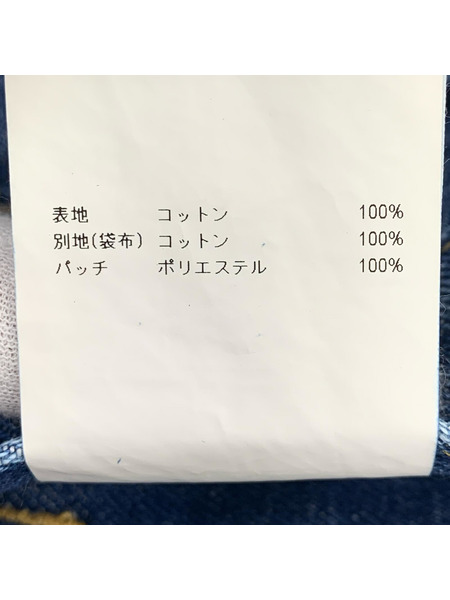 表地 コットン 100%
別地(袋布) コットン 100%
パッチ ポリエステル 100%